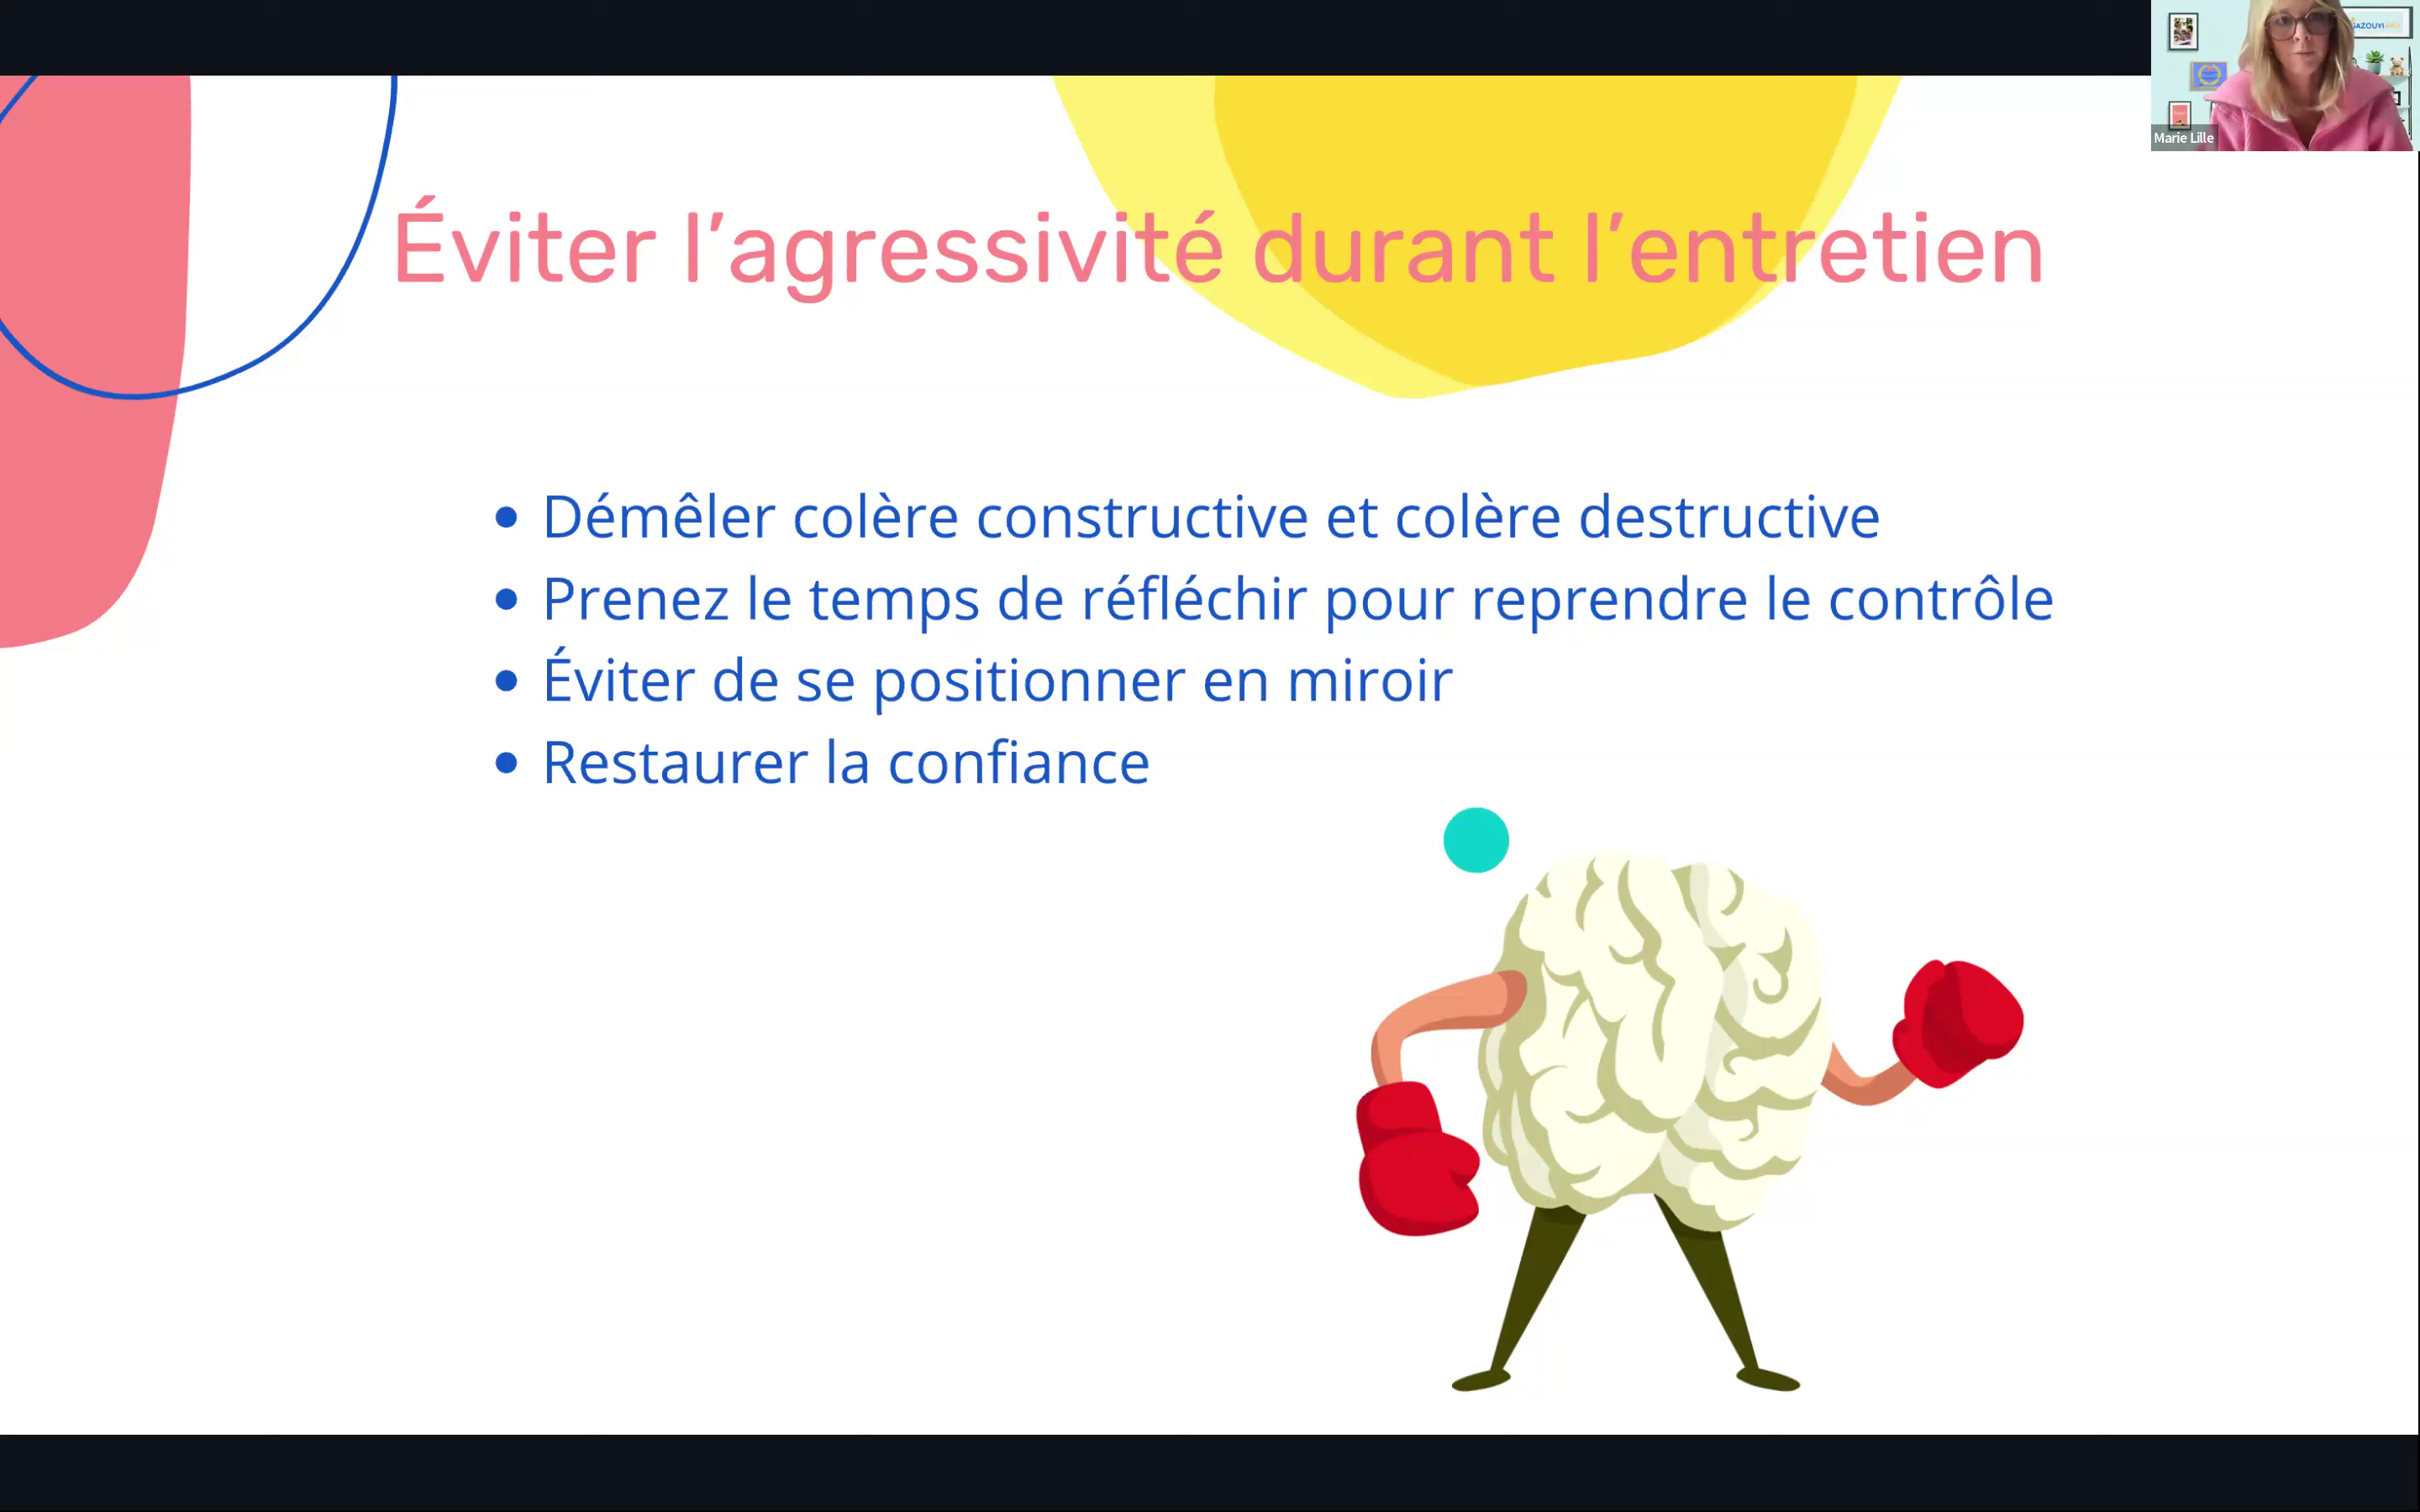 Éviter l’agressivité durant l’entretien
• Démêler colère constructive et colère destructive
• Prenez le temps de réfléchir pour reprendre le contrôle
• Éviter de se positionner en miroir
• Restaurer la confiance
Marie Lille